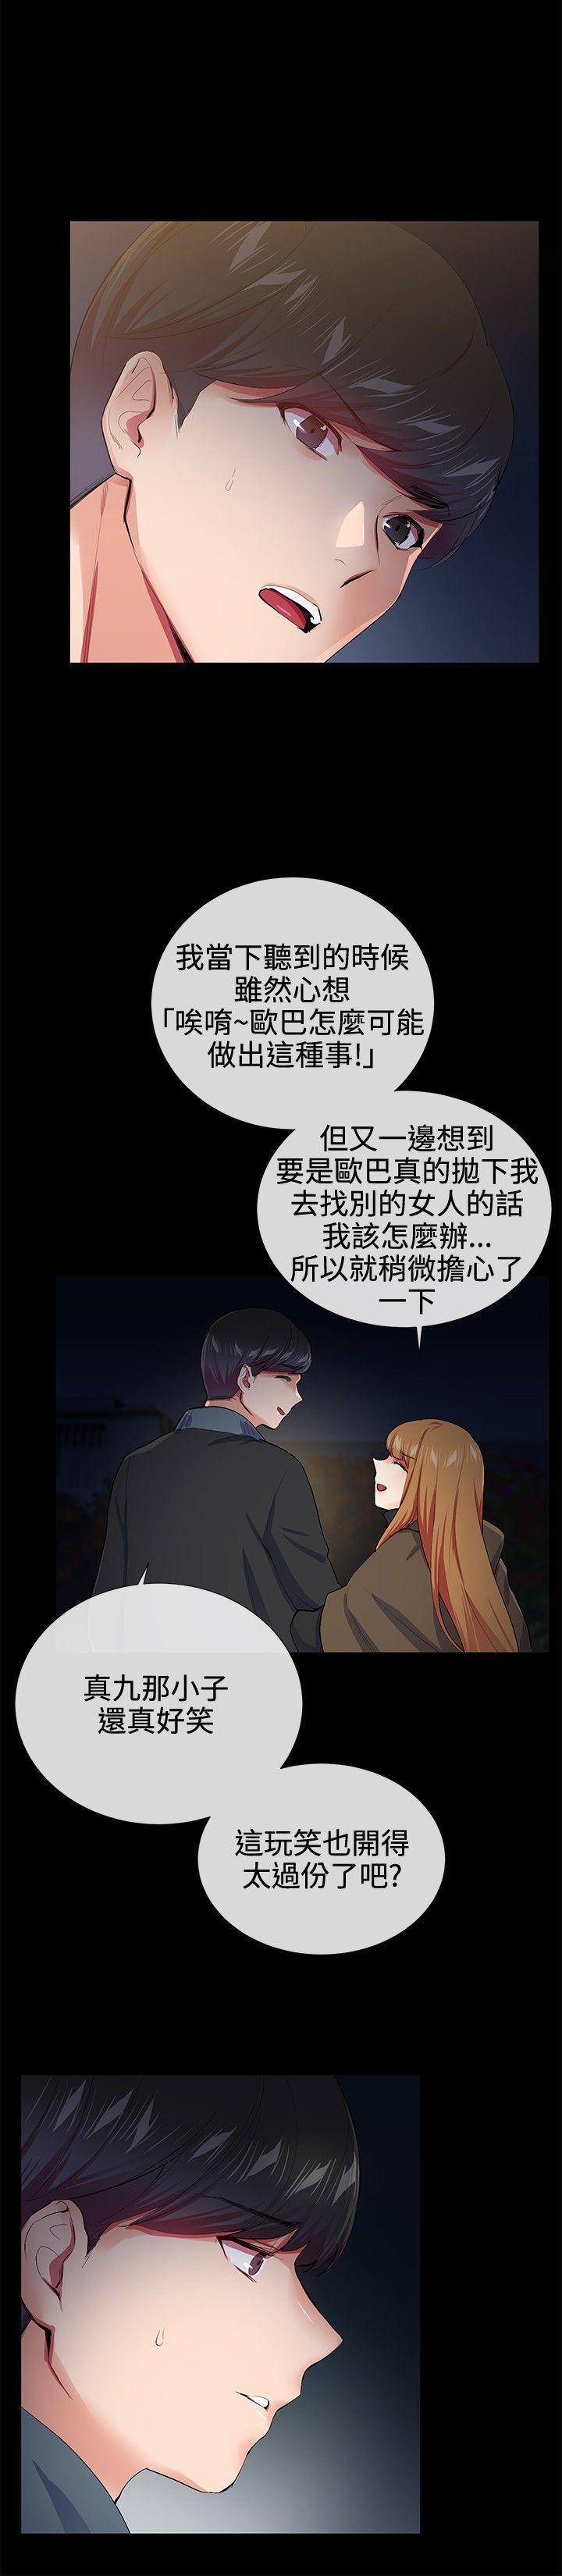 我當下聽到的時候
雖然心想
「唉唷~歐巴怎麼可能
做出這種事!」
但又一邊想到
要是歐巴真的拋下我
去找別的女人的話
我該怎麼辦...
所以就稍微擔心了
一下
真九那小子
還真好笑
這玩笑也開得
太過份了吧?